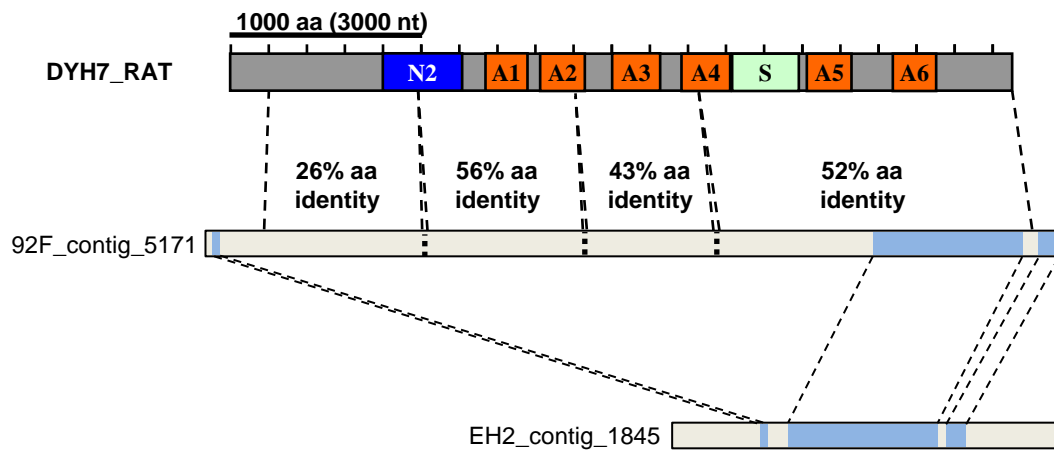 1000 aa (3000 nt)
DYH7_RAT N2 A1 A2 A3 A4 S A5 A6
26% aa identity
56% aa identity
43% aa identity
52% aa identity
92F_contig_5171
EH2_contig_1845